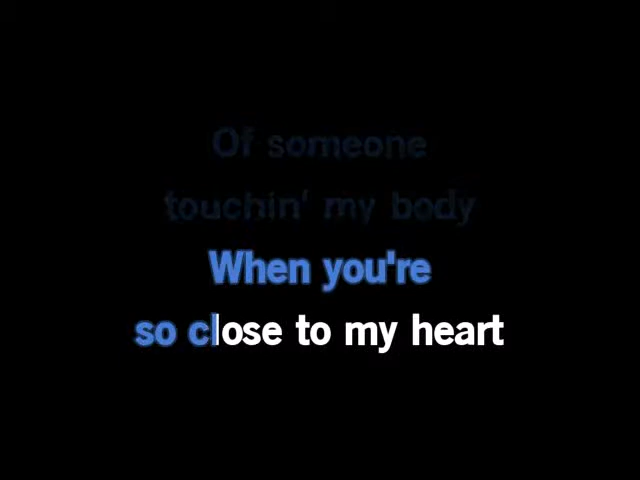 Of someone
touchin' my body
When you're
so close to my heart